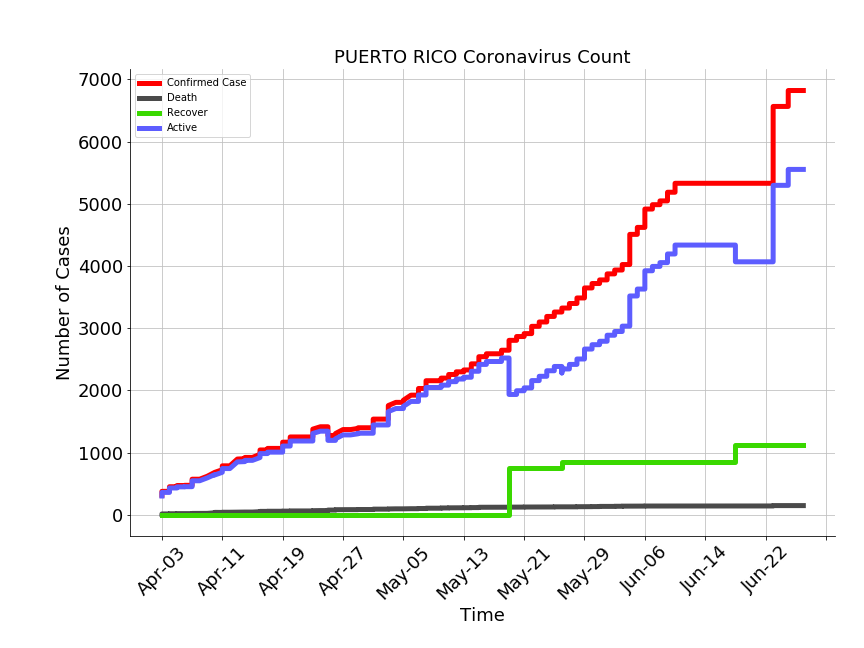 PUERTO RICO Coronavirus Count
Confirmed Case
Death
Recover
Active
Number of Cases
7000
6000
5000
4000
3000
2000
1000
0
Apr-03
Apr-11
Apr-19
Apr-27
May-05
May-13
May-21
May-29
Jun-06
Jun-14
Jun-22
Time